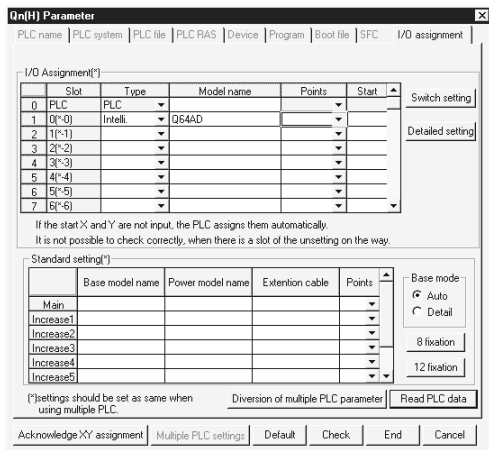 Qn(H) Parameter
PLC name PLC system PLC file PLC RAS Device Program Boot file SFC I/O assignment
I/O Assignment(*)
Slot Type Model name Points Start
0 PLC PLC
1 0(*-0) Intelli. Q64AD
2 1(*-1)
3 2(*-2)
4 3(*-3)
5 4(*-4)
6 5(*-5)
7 6(*-6)
Switch setting
Detailed setting
If the start X and Y are not input, the PLC assigns them automatically.
It is not possible to check correctly, when there is a slot of the unsetting on the way.
Standard setting(*)
Base model name Power model name Extention cable Points
Main
Increase1
Increase2
Increase3
Increase4
Increase5
Base mode
Auto
Detail
8 fixation
12 fixation
(*)settings should be set as same when
using multiple PLC.
Diversion of multiple PLC parameter Read PLC data
Acknowledge XY assignment Multiple PLC settings Default Check End Cancel